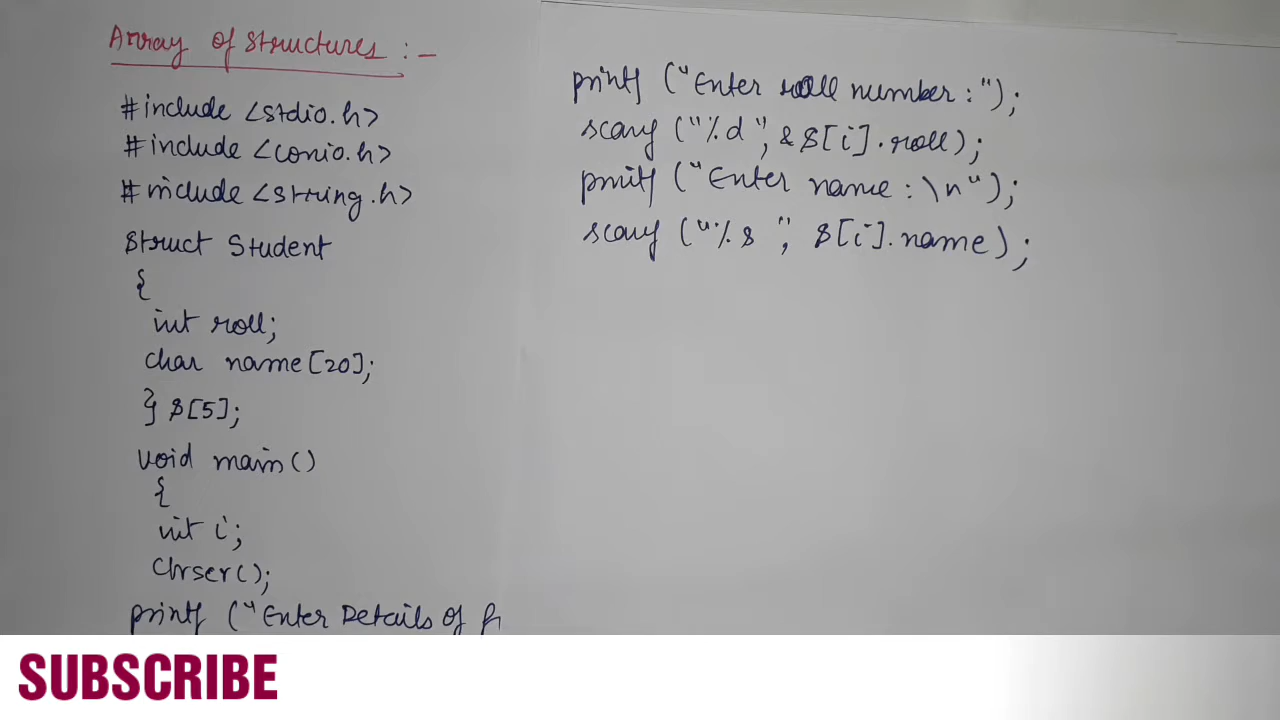 Array of structures :-
#include <stdio.h>
#include <conio.h>
#include <string.h>
Struct Student
{
int roll;
char name[20];
} s[5];
void main()
{
int i;
clrscr();
printf ("Enter Details of
printf ("Enter roll number :");
scanf ("%d", &s[i].roll);
printf ("Enter name : \n");
scanf ("%s", s[i].name);
SUBSCRIBE